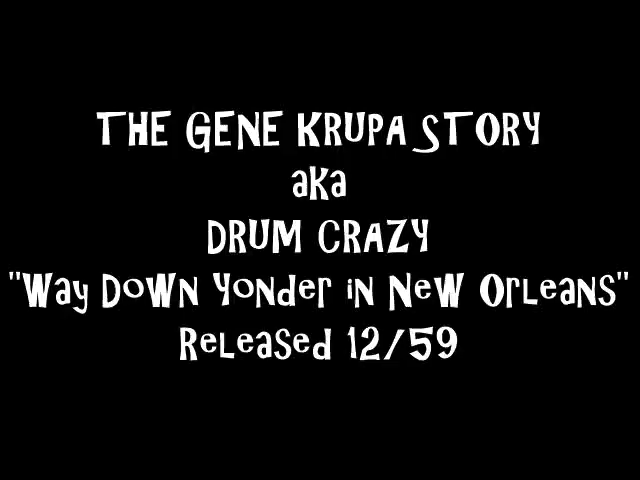 THE GENE KRUPA STORY
aka
DRUM CRAZY
"Way Down Yonder in New Orleans"
Released 12/59